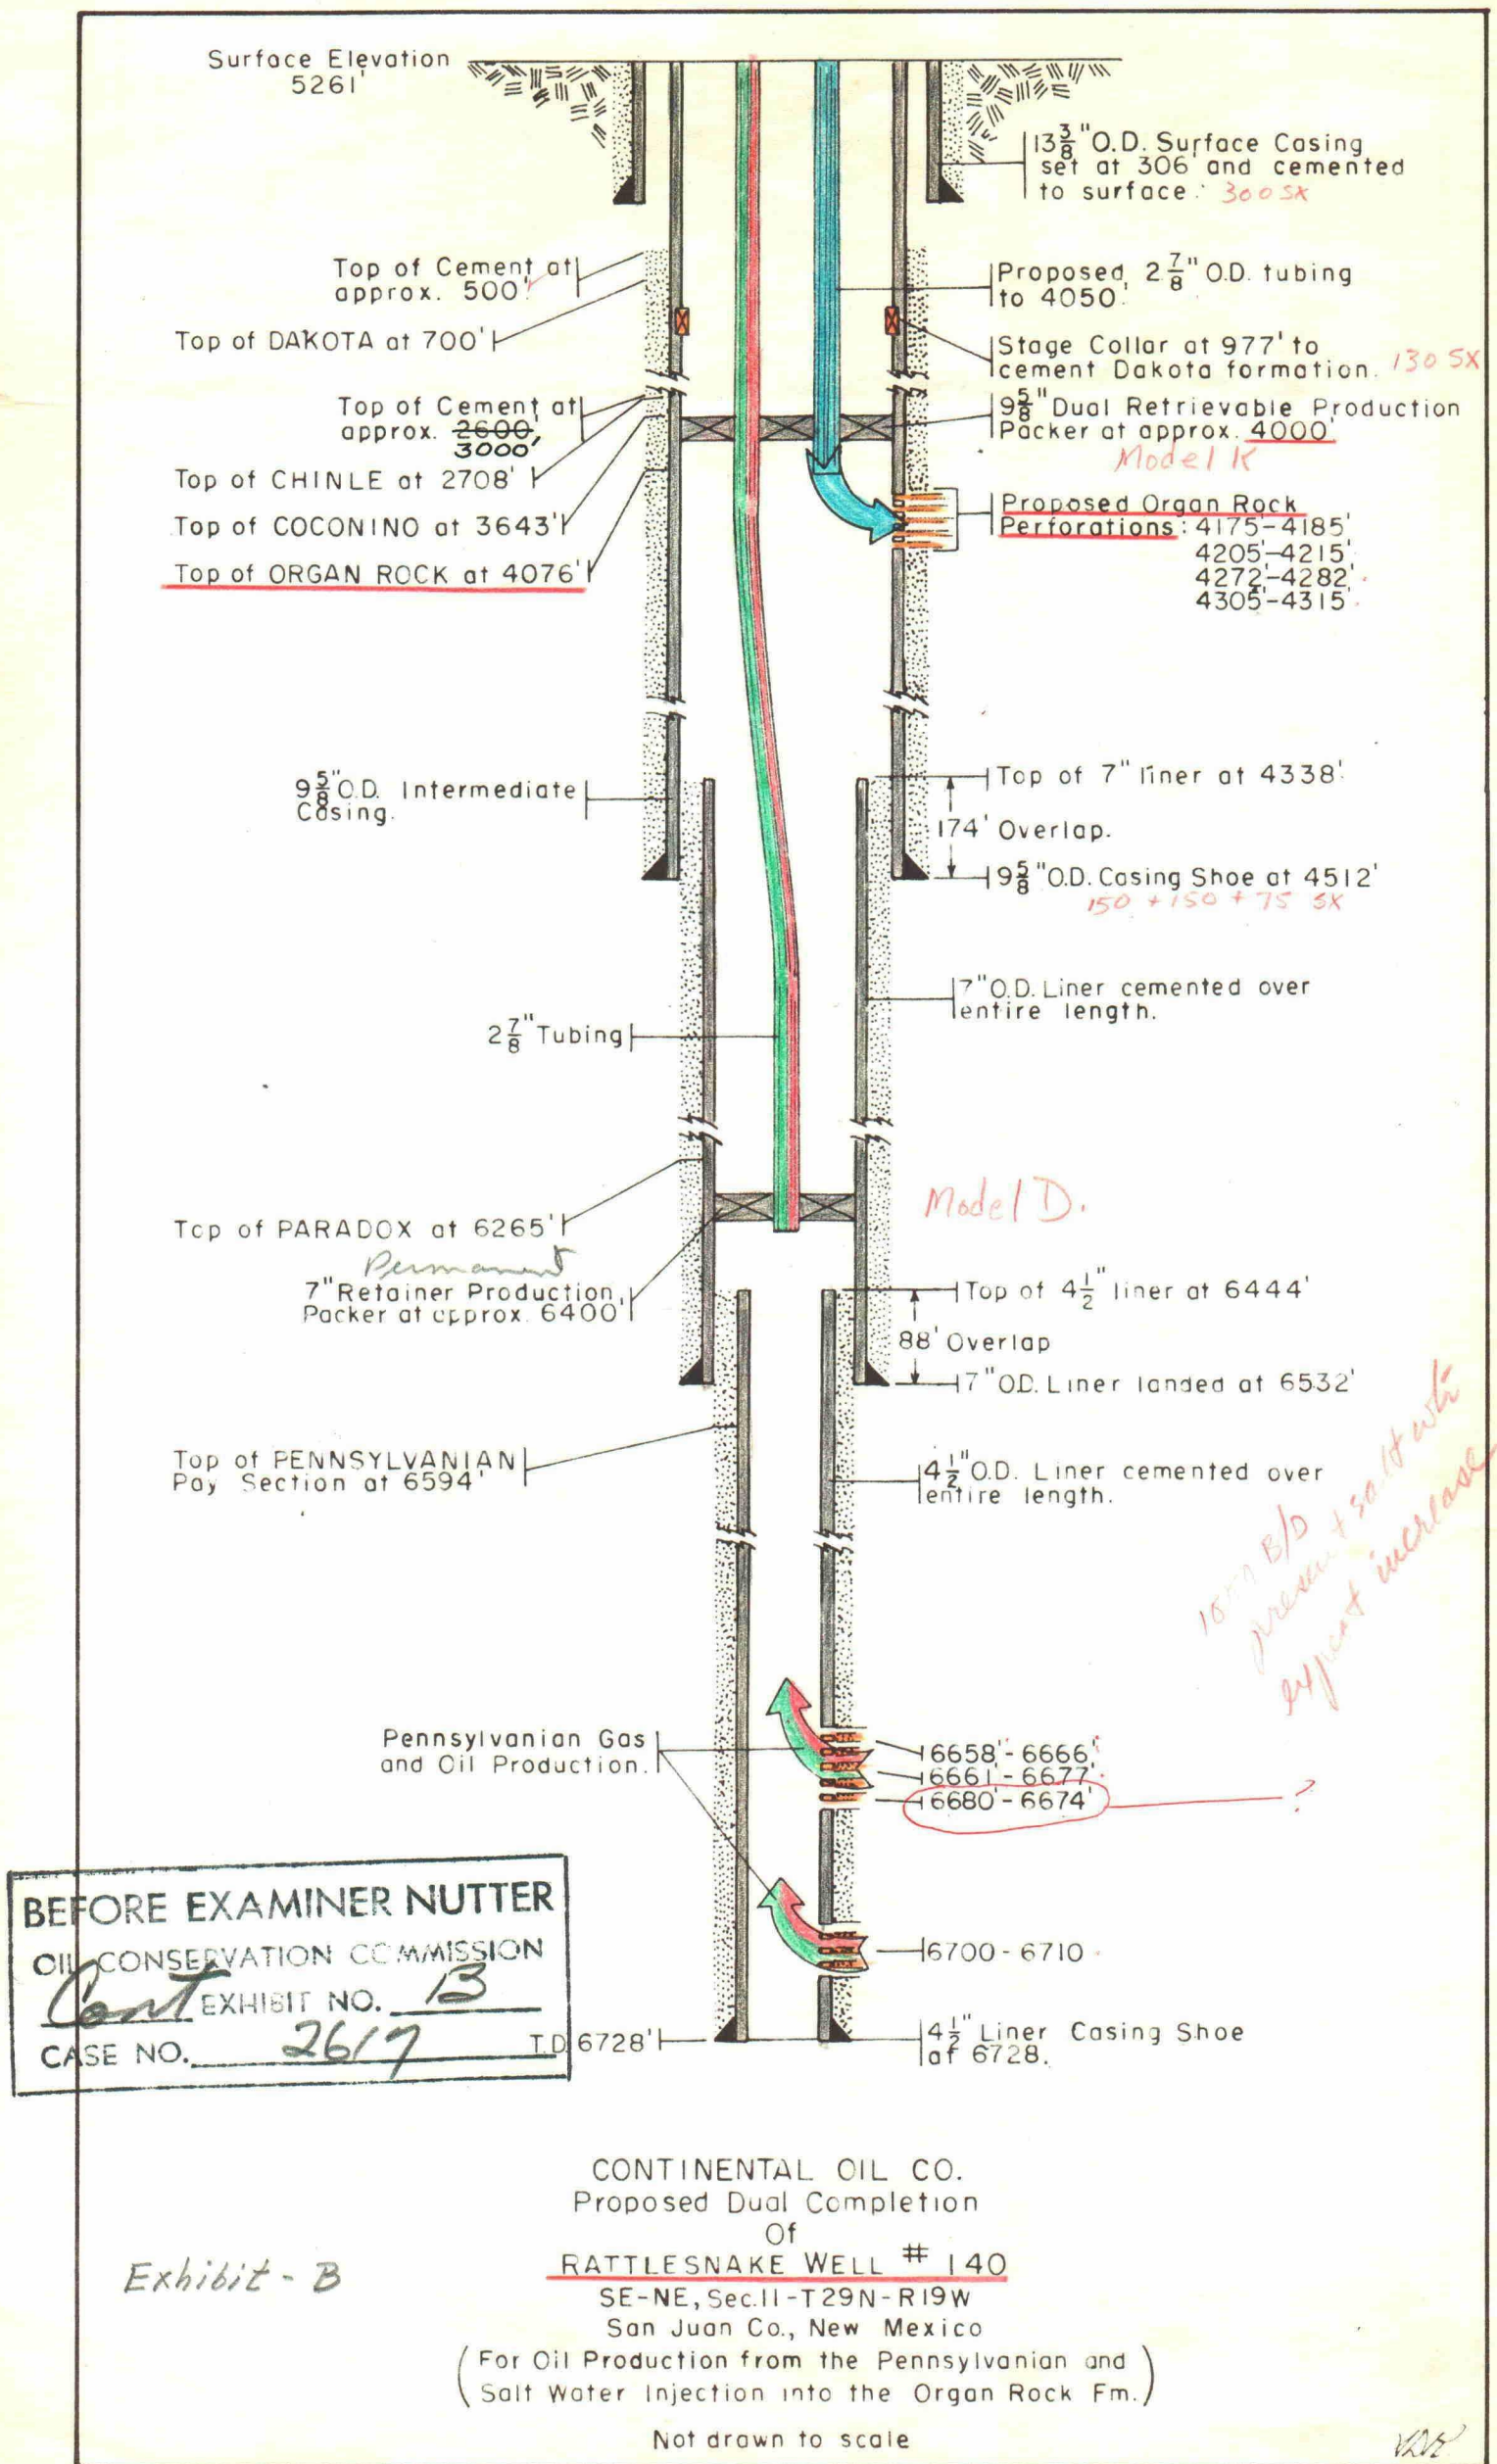 Surface Elevation
5261'
13 3/8" O.D. Surface Casing
set at 306' and cemented
to surface. 300 SX
Top of Cement at
approx. 500'
Proposed 2 7/8" O.D. tubing
to 4050'.
Top of DAKOTA at 700'
Stage Collar at 977' to
cement Dakota formation. 130 SX
Top of Cement at
approx. 2600'
3000'
9 5/8" Dual Retrievable Production
Packer at approx. 4000'
Model K
Top of CHINLE at 2708'
Top of COCONINO at 3643'
Top of ORGAN ROCK at 4076'
Proposed Organ Rock
Perforations: 4175'-4185'
4205'-4215'
4272'-4282'
4305'-4315'
9 5/8" O.D. Intermediate
Casing.
Top of 7" liner at 4338'
174' Overlap.
9 5/8" O.D. Casing Shoe at 4512'
150 + 150 + 75 SX
7" O.D. Liner cemented over
entire length.
2 7/8" Tubing
Model D.
Top of PARADOX at 6265'
Permanent
7" Retainer Production
Packer at approx. 6400'
Top of 4 1/2" liner at 6444'
88' Overlap
7" O.D. Liner landed at 6532'
Top of PENNSYLVANIAN
Pay Section at 6594'
4 1/2" O.D. Liner cemented over
entire length.
B/D
present salt wtr
expect increase
Pennsylvanian Gas
and Oil Production.
6658'-6666'
6661'-6677'
6680'-6674' ?
6700-6710
BEFORE EXAMINER NUTTER
OIL CONSERVATION COMMISSION
Cont EXHIBIT NO. B
CASE NO. 2617
T.D. 6728'
4 1/2" Liner Casing Shoe
at 6728.
CONTINENTAL OIL CO.
Proposed Dual Completion
Of
RATTLESNAKE WELL # 140
SE-NE, Sec.11-T29N-R19W
San Juan Co., New Mexico
(For Oil Production from the Pennsylvanian and
Salt Water Injection into the Organ Rock Fm.)
Exhibit - B
Not drawn to scale